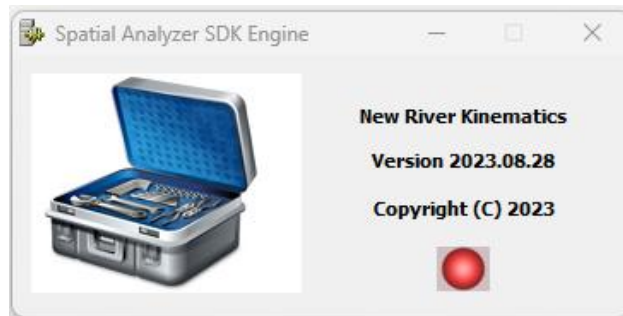 Spatial Analyzer SDK Engine
New River Kinematics
Version 2023.08.28
Copyright (C) 2023